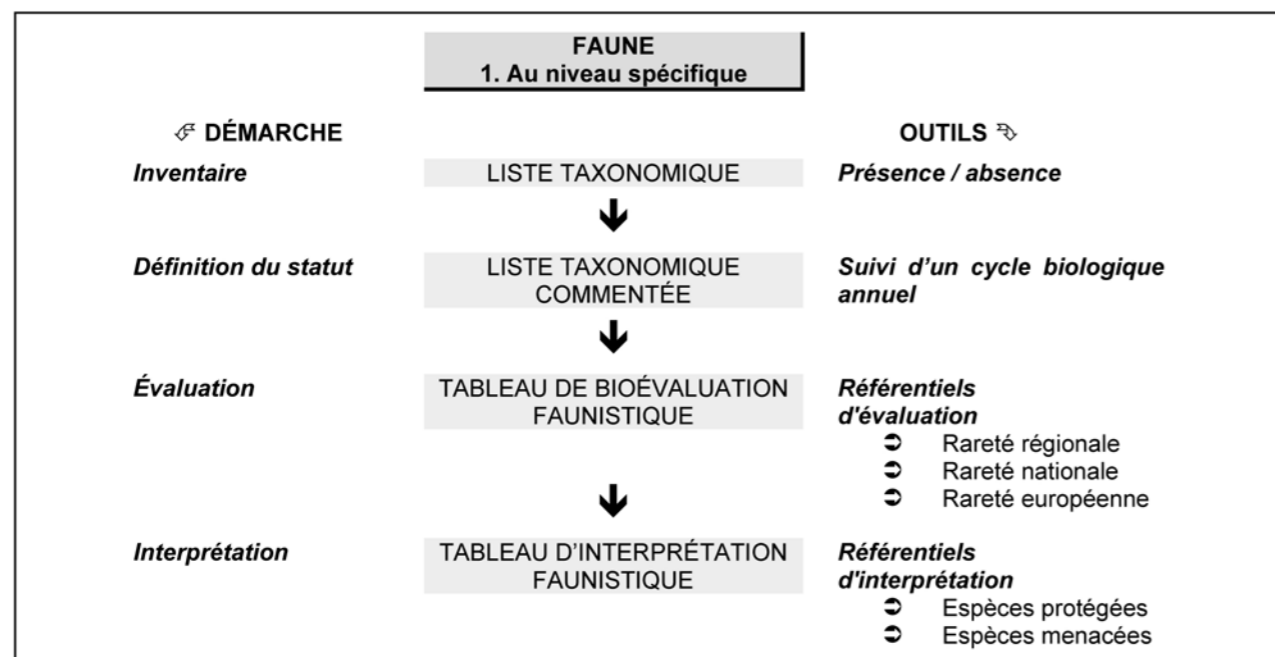 FAUNE
1. Au niveau spécifique
DÉMARCHE
OUTILS
Inventaire
LISTE TAXONOMIQUE
Présence / absence
Définition du statut
LISTE TAXONOMIQUE
COMMENTÉE
Suivi d'un cycle biologique
annuel
Évaluation
TABLEAU DE BIOÉVALUATION
FAUNISTIQUE
Référentiels
d'évaluation
Rareté régionale
Rareté nationale
Rareté européenne
Interprétation
TABLEAU D'INTERPRÉTATION
FAUNISTIQUE
Référentiels
d'interprétation
Espèces protégées
Espèces menacées